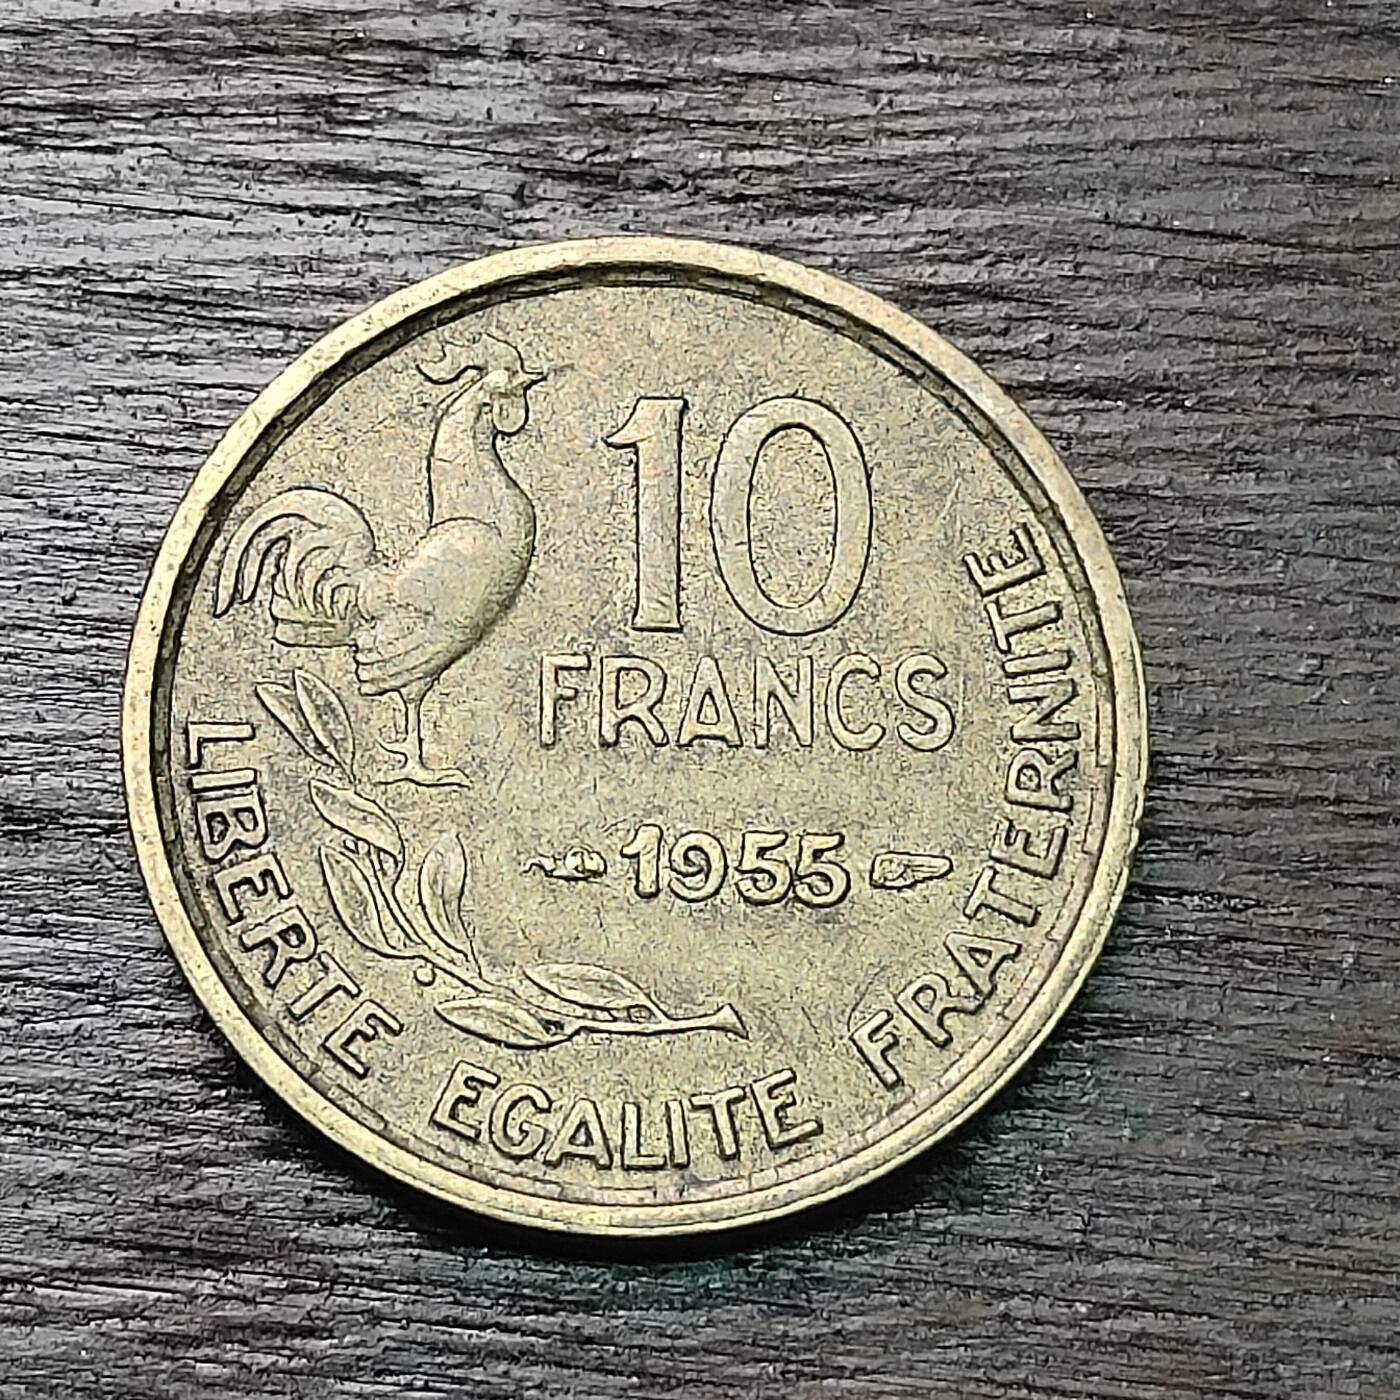 10
FRANCS
1955
LIBERTE EGALITE FRATERNITE